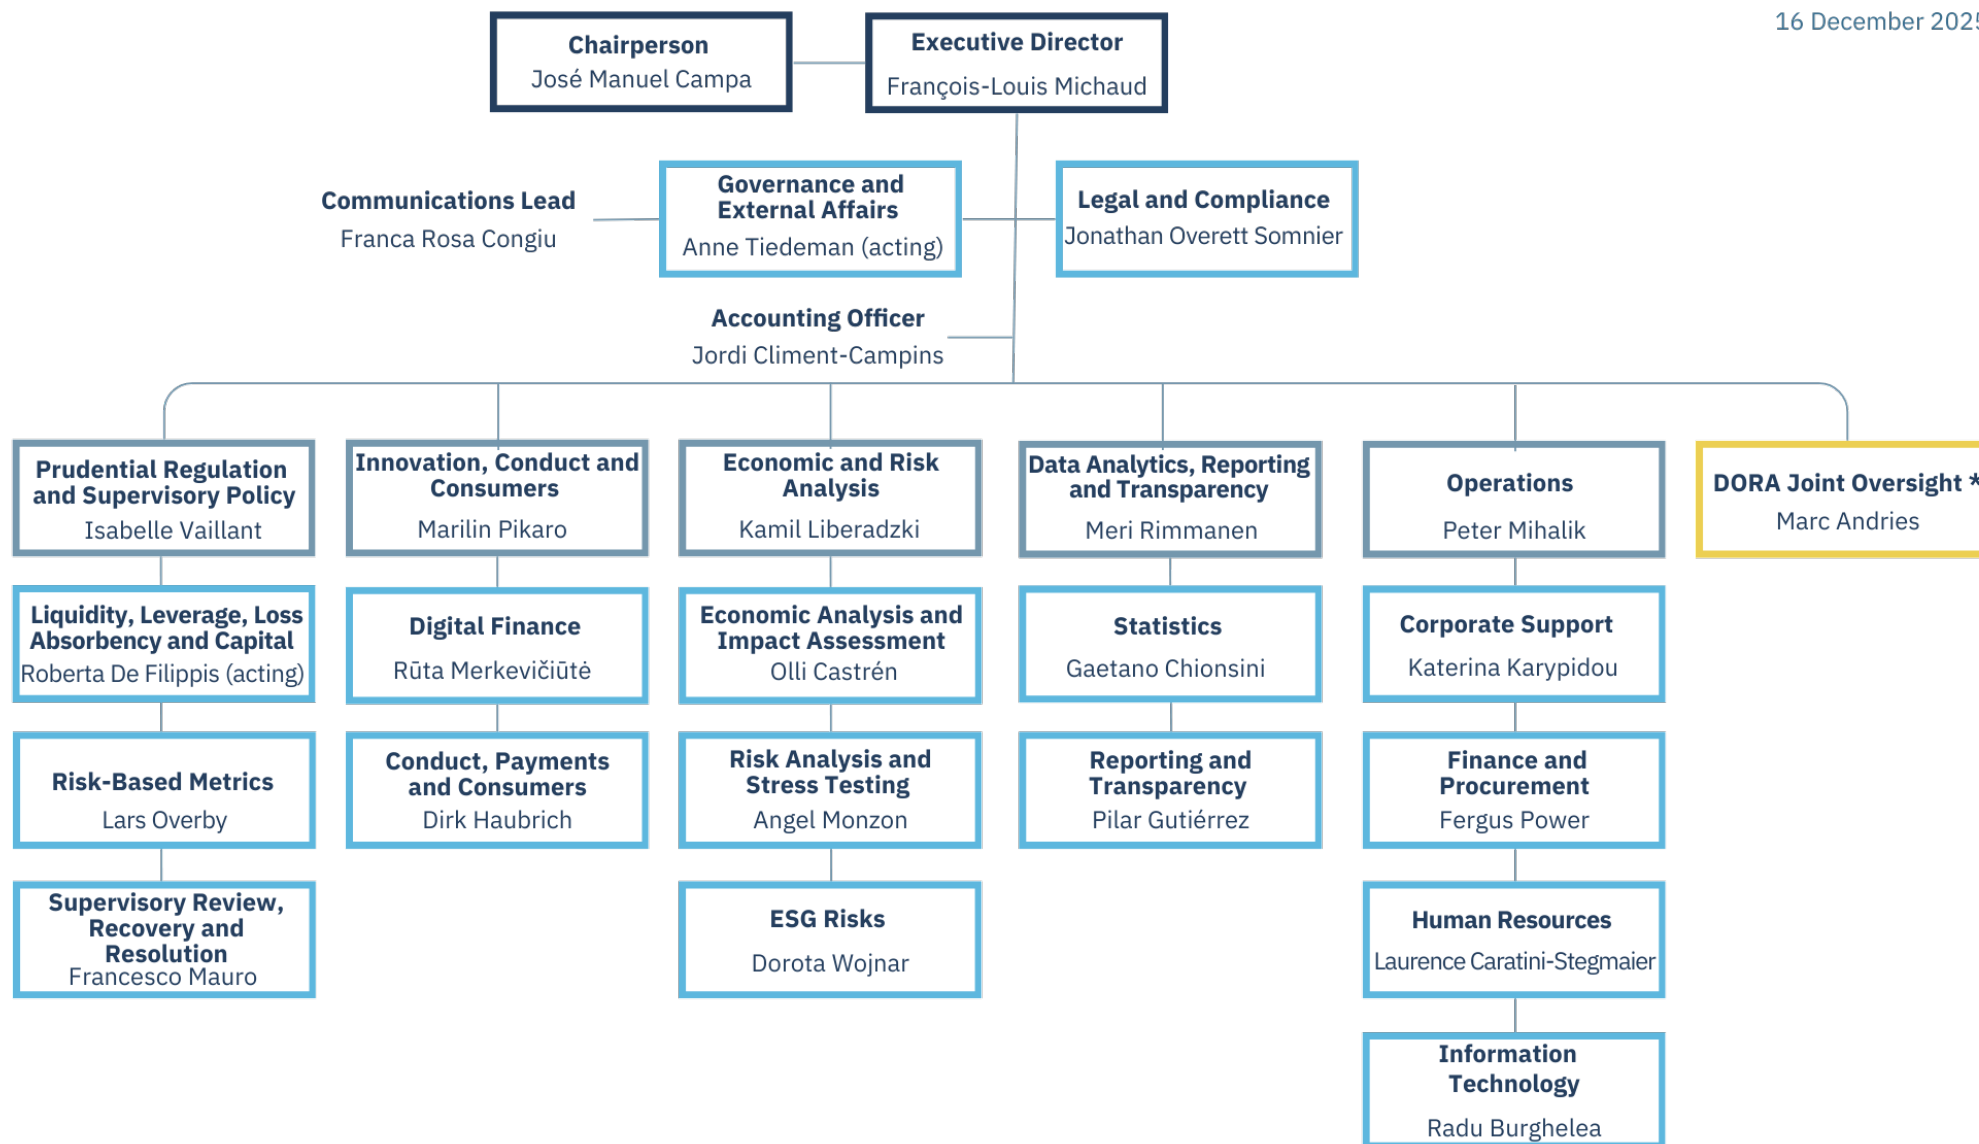 16 December 2025
Chairperson
José Manuel Campa
Executive Director
François-Louis Michaud
Communications Lead
Franca Rosa Congiu
Governance and
External Affairs
Anne Tiedeman (acting)
Legal and Compliance
Jonathan Overett Somnier
Accounting Officer
Jordi Climent-Campins
Prudential Regulation
and Supervisory Policy
Isabelle Vaillant
Innovation, Conduct and
Consumers
Marilin Pikaro
Economic and Risk
Analysis
Kamil Liberadzki
Data Analytics, Reporting
and Transparency
Meri Rimmanen
Operations
Peter Mihalik
DORA Joint Oversight *
Marc Andries
Liquidity, Leverage, Loss
Absorbency and Capital
Roberta De Filippis (acting)
Digital Finance
Rūta Merkevičiūtė
Economic Analysis and
Impact Assessment
Olli Castrén
Statistics
Gaetano Chionsini
Corporate Support
Katerina Karypidou
Risk-Based Metrics
Lars Overby
Conduct, Payments
and Consumers
Dirk Haubrich
Risk Analysis and
Stress Testing
Angel Monzon
Reporting and
Transparency
Pilar Gutiérrez
Finance and
Procurement
Fergus Power
Supervisory Review,
Recovery and
Resolution
Francesco Mauro
ESG Risks
Dorota Wojnar
Human Resources
Laurence Caratini-Stegmaier
Information
Technology
Radu Burghelea